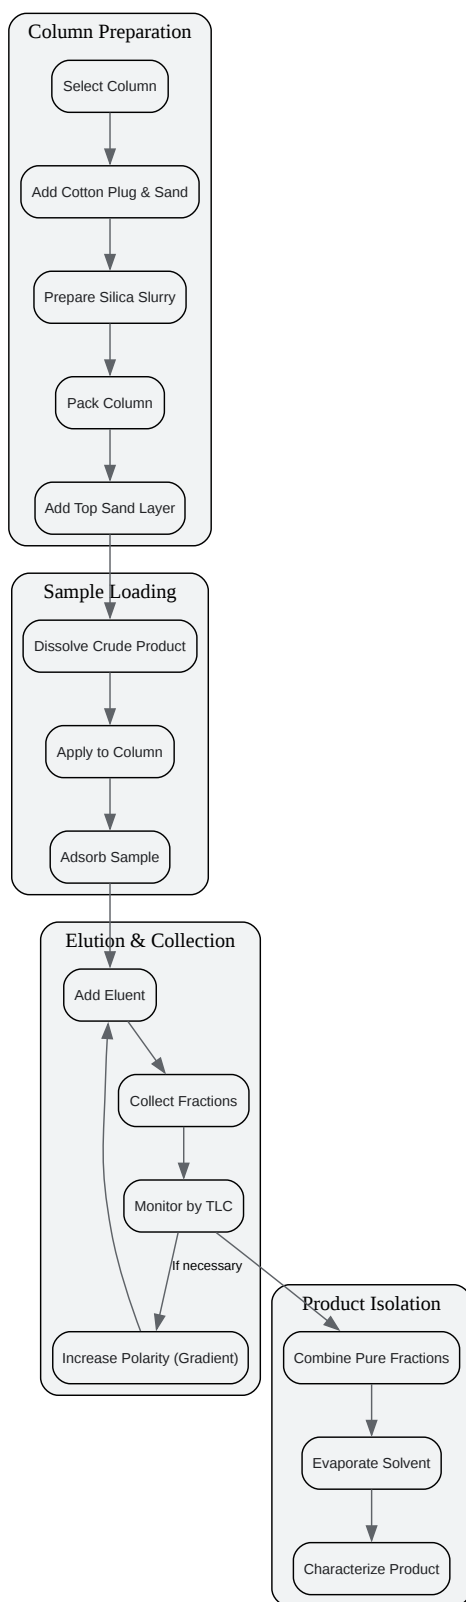 Column Preparation
Select Column
Add Cotton Plug & Sand
Prepare Silica Slurry
Pack Column
Add Top Sand Layer
Sample Loading
Dissolve Crude Product
Apply to Column
Adsorb Sample
Elution & Collection
Add Eluent
Collect Fractions
Monitor by TLC
If necessary
Increase Polarity (Gradient)
Product Isolation
Combine Pure Fractions
Evaporate Solvent
Characterize Product